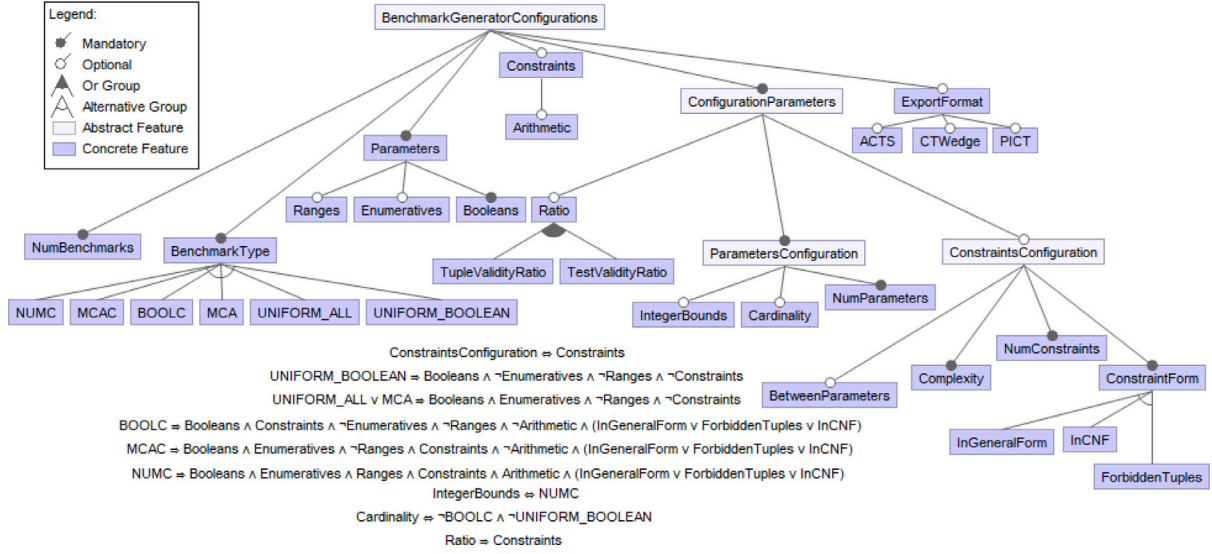 Legend:
Mandatory
Optional
Or Group
Alternative Group
Abstract Feature
Concrete Feature
BenchmarkGeneratorConfigurations
Constraints
ConfigurationParameters
ExportFormat
Arithmetic
ACTS
CTWedge
PICT
Parameters
Ranges
Enumeratives
Booleans
Ratio
NumBenchmarks
BenchmarkType
TupleValidityRatio
TestValidityRatio
ParametersConfiguration
ConstraintsConfiguration
NUMC
MCAC
BOOLC
MCA
UNIFORM_ALL
UNIFORM_BOOLEAN
IntegerBounds
Cardinality
NumParameters
BetweenParameters
Complexity
NumConstraints
ConstraintForm
InGeneralForm
InCNF
ForbiddenTuples
ConstraintsConfiguration ⇔ Constraints
UNIFORM_BOOLEAN ⇒ Booleans ∧ ¬Enumeratives ∧ ¬Ranges ∧ ¬Constraints
UNIFORM_ALL ∨ MCA ⇒ Booleans ∧ Enumeratives ∧ ¬Ranges ∧ ¬Constraints
BOOLC ⇒ Booleans ∧ Constraints ∧ ¬Enumeratives ∧ ¬Ranges ∧ ¬Arithmetic ∧ (InGeneralForm ∨ ForbiddenTuples ∨ InCNF)
MCAC ⇒ Booleans ∧ Enumeratives ∧ ¬Ranges ∧ Constraints ∧ ¬Arithmetic ∧ (InGeneralForm ∨ ForbiddenTuples ∨ InCNF)
NUMC ⇒ Booleans ∧ Enumeratives ∧ Ranges ∧ Constraints ∧ Arithmetic ∧ (InGeneralForm ∨ ForbiddenTuples ∨ InCNF)
IntegerBounds ⇔ NUMC
Cardinality ⇔ ¬BOOLC ∧ ¬UNIFORM_BOOLEAN
Ratio ⇒ Constraints